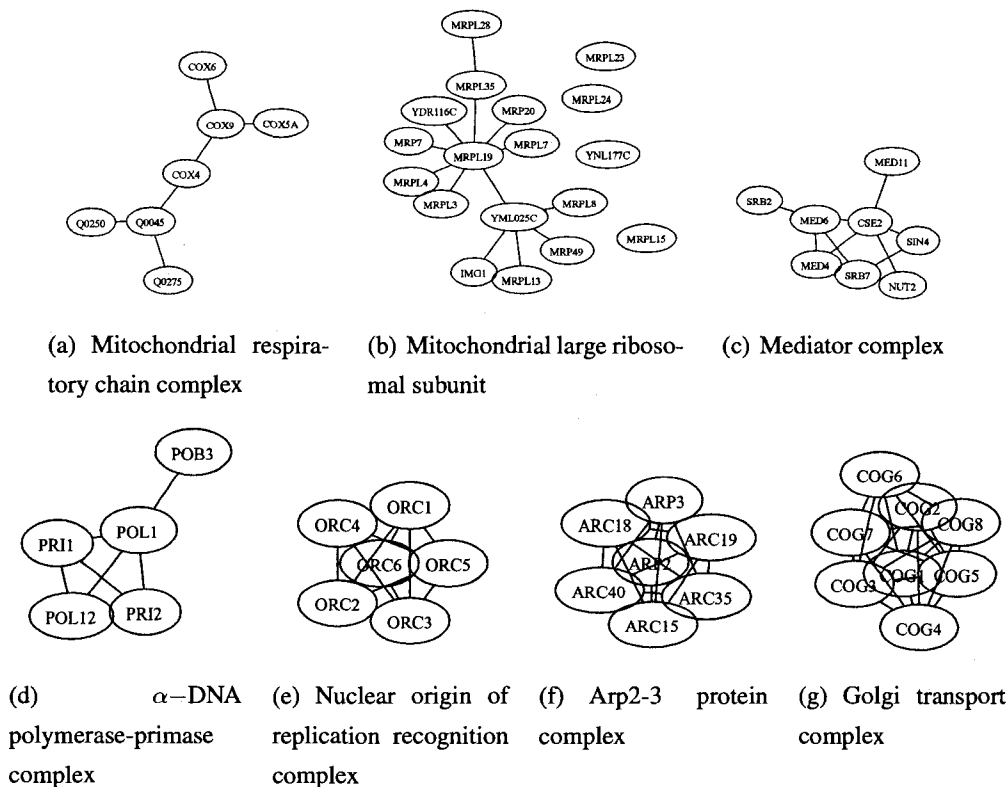 COX6
COX9
COX5A
COX4
Q0250
Q0045
Q0275
MRPL28
MRPL35
YDR116C
MRP20
MRP7
MRPL19
MRPL7
MRPL4
MRPL3
YML025C
MRPL8
MRP49
IMG1
MRPL13
MRPL23
MRPL24
YNL177C
MRPL15
MED11
SRB2
MED6
CSE2
SIN4
MED4
SRB7
NUT2
(a) Mitochondrial respira-
tory chain complex
(b) Mitochondrial large riboso-
mal subunit
(c) Mediator complex
POB3
POL1
PRI1
POL12
PRI2
ORC1
ORC4
ORC6
ORC5
ORC2
ORC3
ARP3
ARC18
ARC19
ARP2
ARC40
ARC35
ARC15
COG6
COG2
COG8
COG7
COG3
COG1
COG5
COG4
(d) α−DNA
polymerase-primase
complex
(e) Nuclear origin of
replication recognition
complex
(f) Arp2-3 protein
complex
(g) Golgi transport
complex